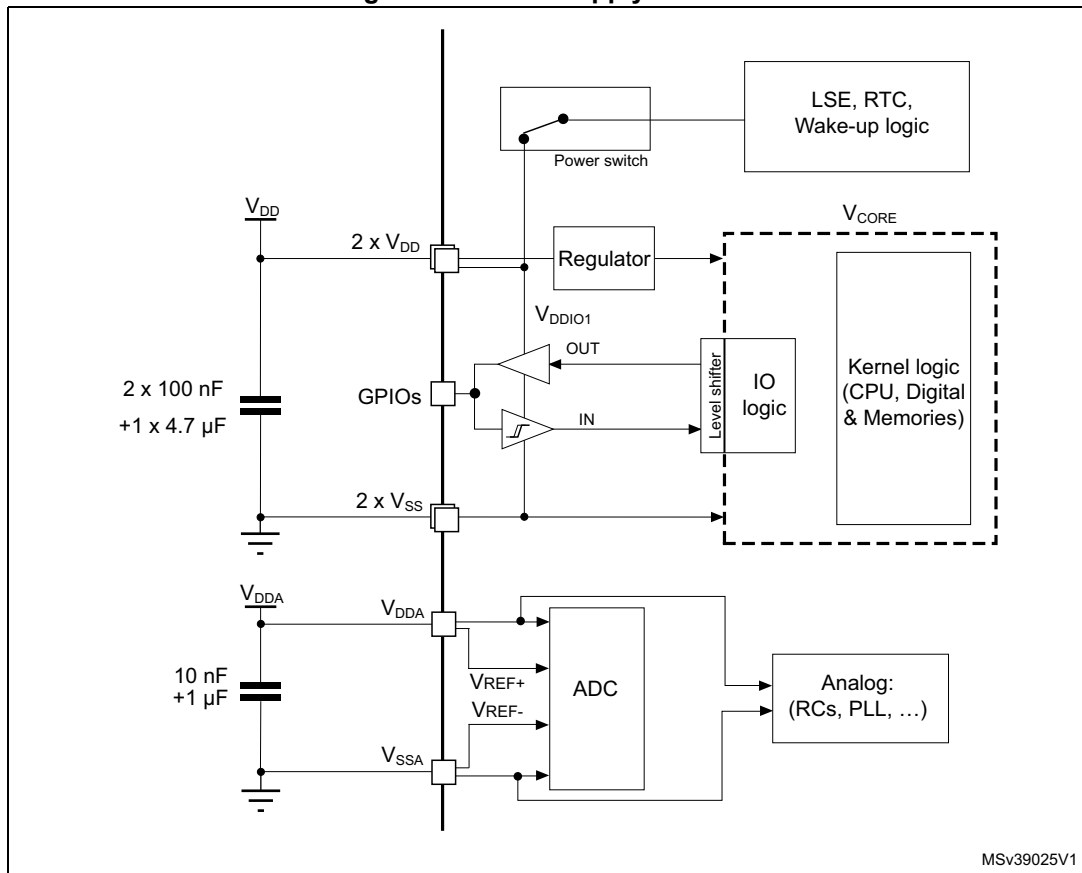 LSE, RTC,
Wake-up logic
Power switch
VDD
VCORE
2 x VDD
Regulator
VDDIO1
OUT
Level shifter
IO
logic
Kernel logic
(CPU, Digital
& Memories)
2 x 100 nF
+1 x 4.7 µF
GPIOs
IN
2 x VSS
VDDA
VDDA
10 nF
+1 µF
VREF+
ADC
VREF-
Analog:
(RCs, PLL, …)
VSSA
MSv39025V1